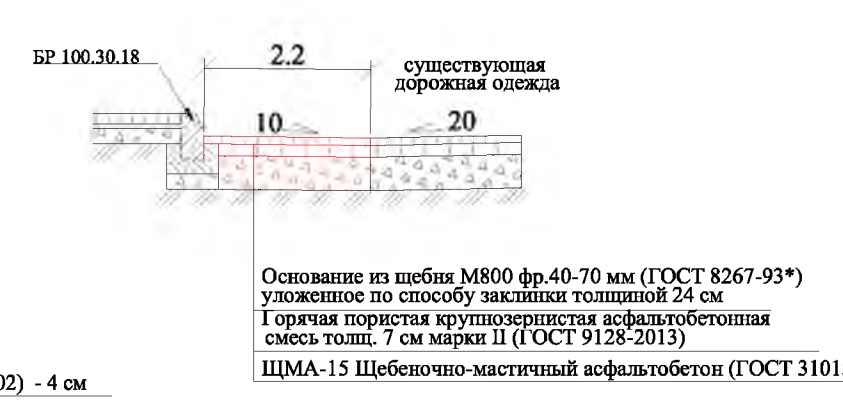 БР 100.30.18
2.2
существующая
дорожная одежда
10
20
Основание из щебня М800 фр.40-70 мм (ГОСТ 8267-93*)
уложенное по способу заклинки толщиной 24 см
Горячая пористая крупнозернистая асфальтобетонная
смесь толщ. 7 см марки II (ГОСТ 9128-2013)
ЩМА-15 Щебеночно-мастичный асфальтобетон (ГОСТ 3101
02) - 4 см